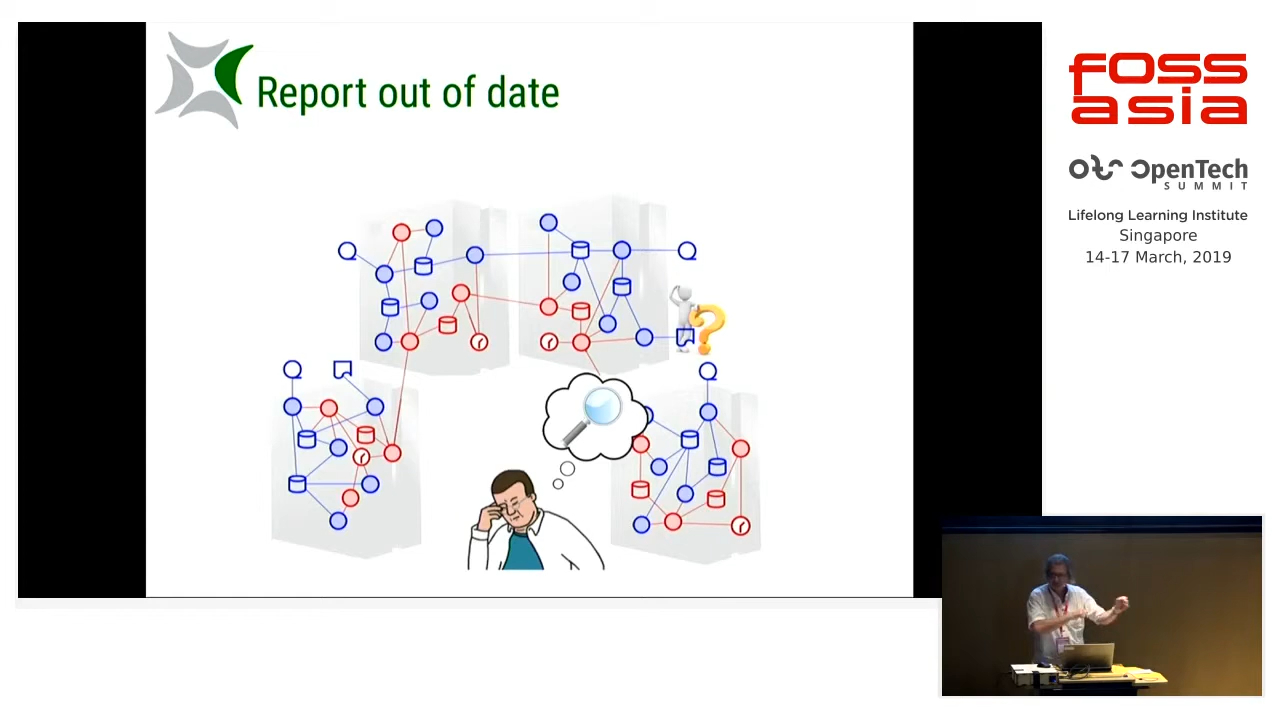 Report out of date
?
FOSS
asia
OpenTech
SUMMIT
Lifelong Learning Institute
Singapore
14-17 March, 2019